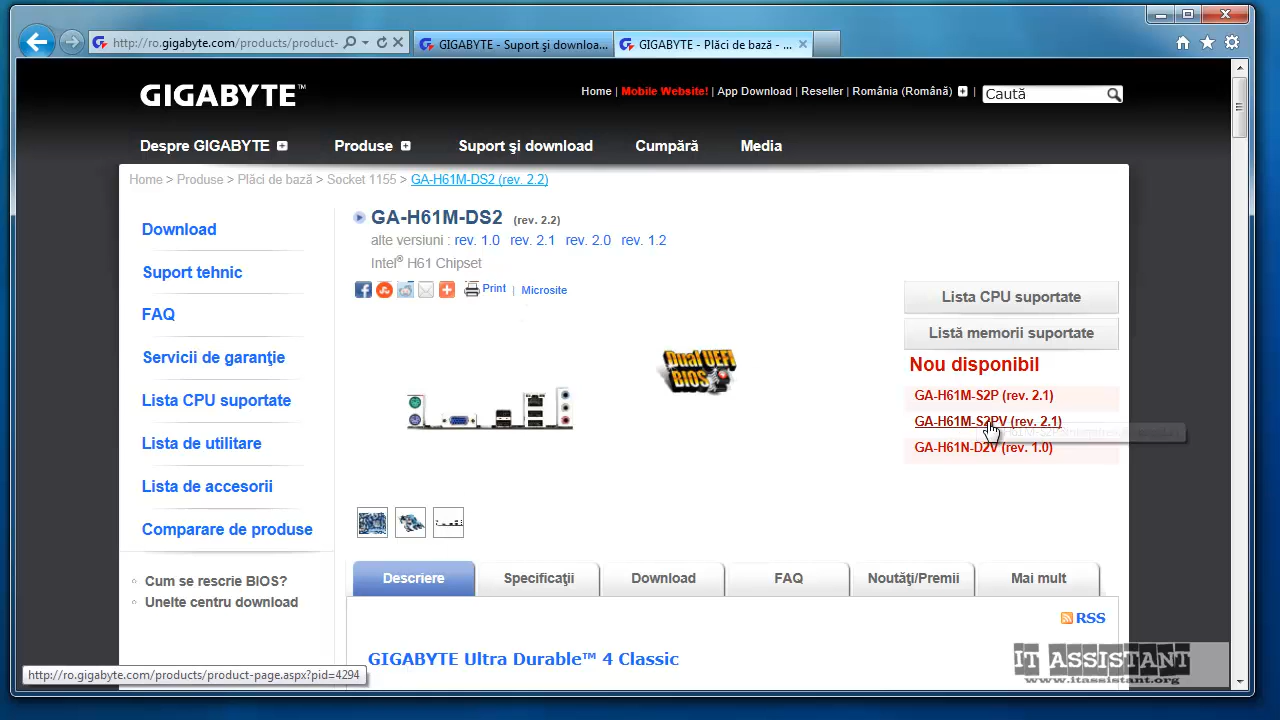 http://ro.gigabyte.com/products/product-
GIGABYTE - Suport şi downloa...
GIGABYTE - Plăci de bază - ...
GIGABYTE™
Home | Mobile Website! | App Download | Reseller | România (Română) |
Caută
Despre GIGABYTE
Produse
Suport şi download
Cumpără
Media
Home > Produse > Plăci de bază > Socket 1155 > GA-H61M-DS2 (rev. 2.2)
Download
Suport tehnic
FAQ
Servicii de garanţie
Lista CPU suportate
Lista de utilitare
Lista de accesorii
Comparare de produse
Cum se rescrie BIOS?
Unelte centru download
GA-H61M-DS2 (rev. 2.2)
alte versiuni : rev. 1.0 rev. 2.1 rev. 2.0 rev. 1.2
Intel® H61 Chipset
Print | Microsite
Dual UEFI
BIOS
Lista CPU suportate
Listă memorii suportate
Nou disponibil
GA-H61M-S2P (rev. 2.1)
GA-H61M-S2PV (rev. 2.1)
GA-H61N-D2V (rev. 1.0)
Descriere
Specificaţii
Download
FAQ
Noutăţi/Premii
Mai mult
RSS
GIGABYTE Ultra Durable™ 4 Classic
http://ro.gigabyte.com/products/product-page.aspx?pid=4294
IT ASSISTANT
www.itassistant.org